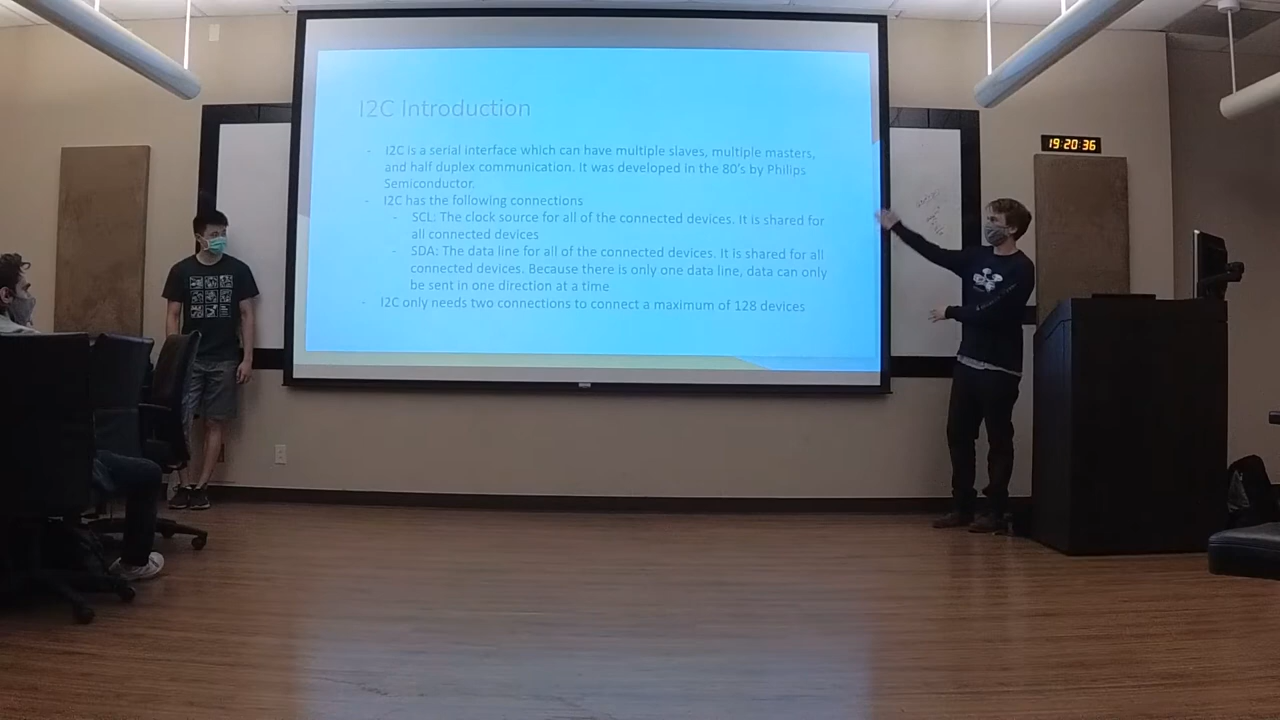 I2C Introduction
- I2C is a serial interface which can have multiple slaves, multiple masters,
and half duplex communication. It was developed in the 80's by Philips
Semiconductor.
- I2C has the following connections
- SCL: The clock source for all of the connected devices. It is shared for
all connected devices
- SDA: The data line for all of the connected devices. It is shared for all
connected devices. Because there is only one data line, data can only
be sent in one direction at a time
- I2C only needs two connections to connect a maximum of 128 devices
19:20:36